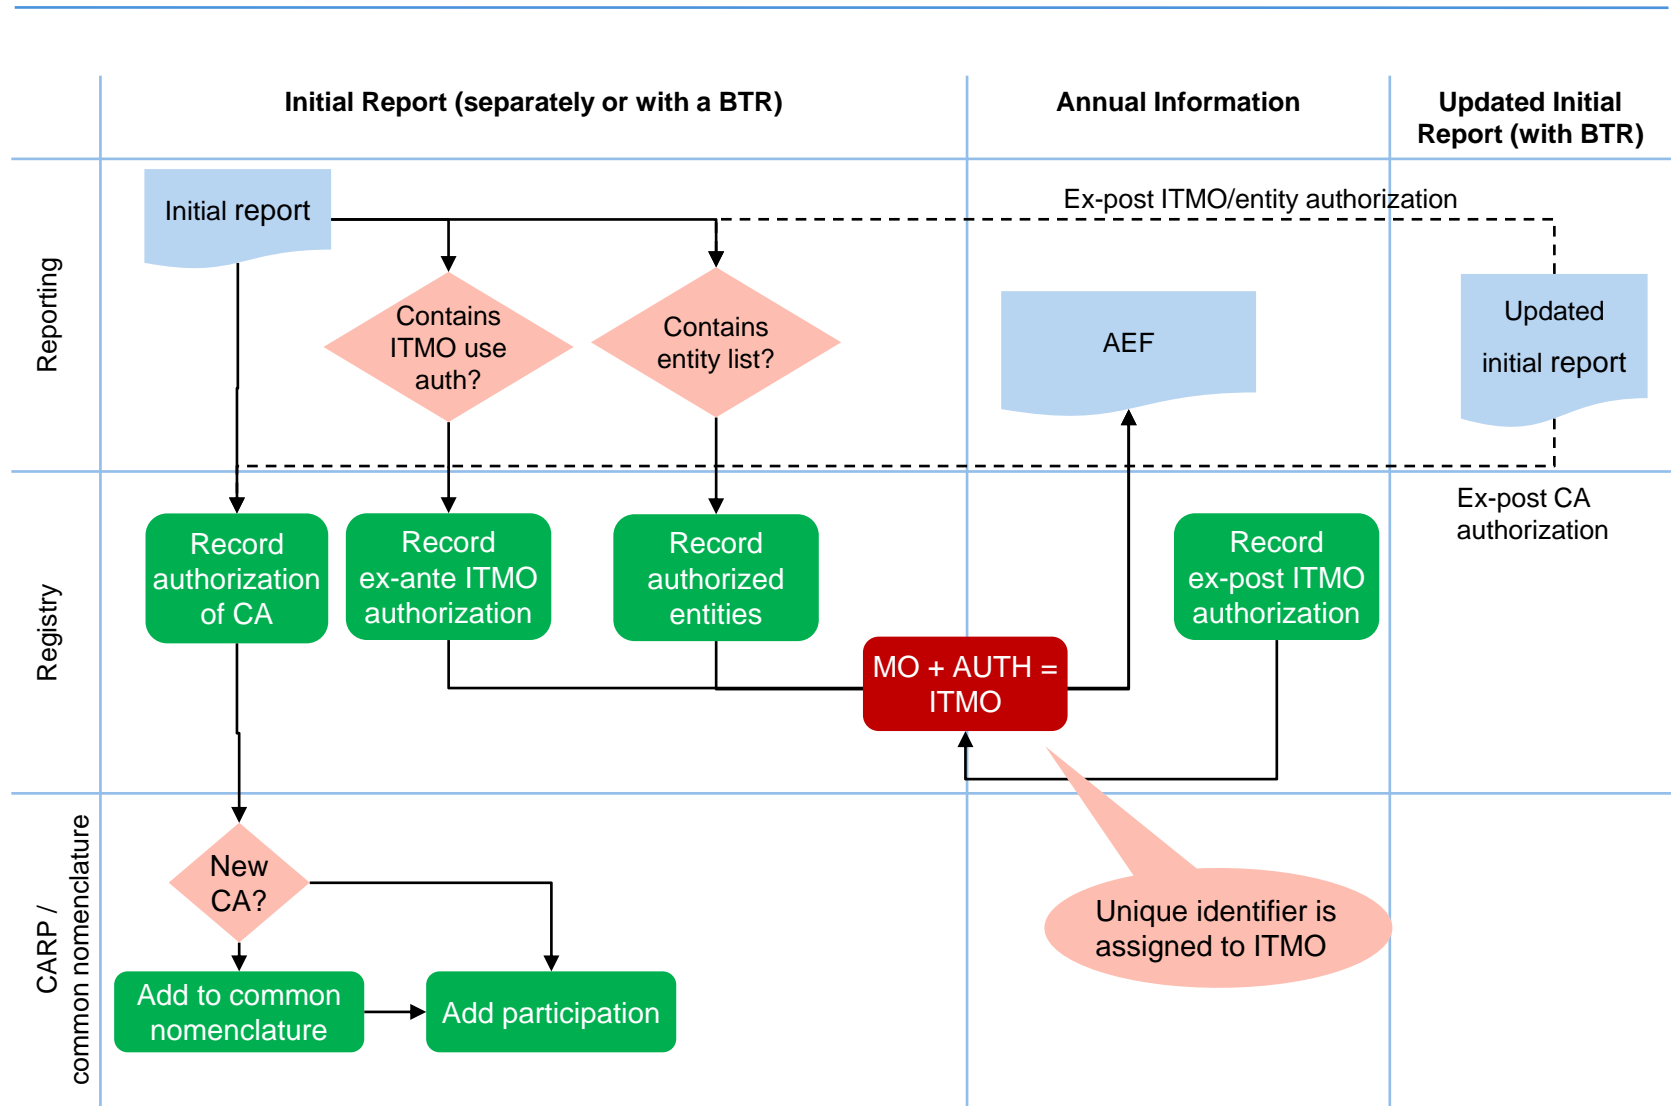 Initial Report (separately or with a BTR)
Annual Information
Updated Initial
Report (with BTR)
Reporting
Initial report
Ex-post ITMO/entity authorization
Contains
ITMO use
auth?
Contains
entity list?
AEF
Updated
initial report
Ex-post CA
authorization
Registry
Record
authorization
of CA
Record
ex-ante ITMO
authorization
Record
authorized
entities
Record
ex-post ITMO
authorization
MO + AUTH =
ITMO
CARP /
common nomenclature
New
CA?
Unique identifier is
assigned to ITMO
Add to common
nomenclature
Add participation